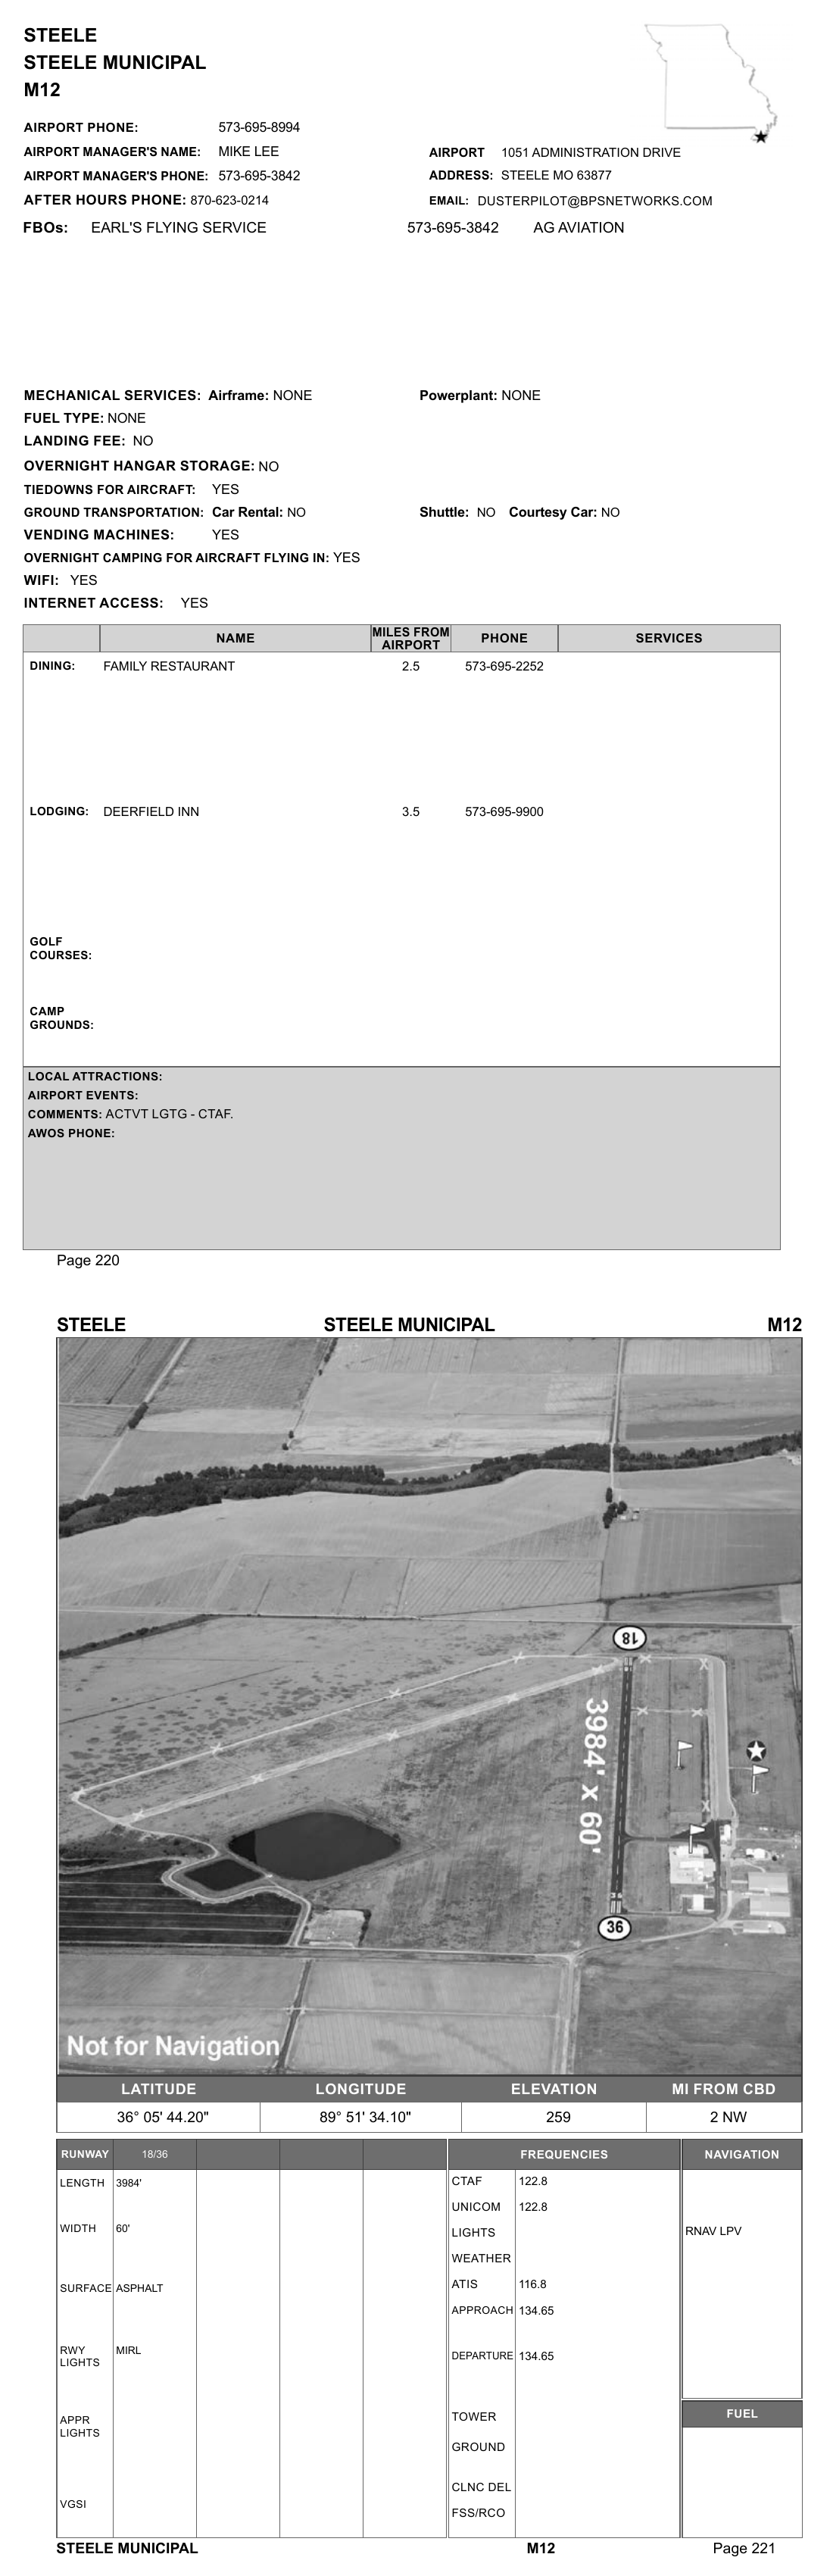 STEELE
STEELE MUNICIPAL
M12
AIRPORT PHONE: 573-695-8994
AIRPORT MANAGER'S NAME: MIKE LEE
AIRPORT 1051 ADMINISTRATION DRIVE
AIRPORT MANAGER'S PHONE: 573-695-3842
ADDRESS: STEELE MO 63877
AFTER HOURS PHONE: 870-623-0214
EMAIL: DUSTERPILOT@BPSNETWORKS.COM
FBOs: EARL'S FLYING SERVICE 573-695-3842 AG AVIATION
MECHANICAL SERVICES: Airframe: NONE Powerplant: NONE
FUEL TYPE: NONE
LANDING FEE: NO
OVERNIGHT HANGAR STORAGE: NO
TIEDOWNS FOR AIRCRAFT: YES
GROUND TRANSPORTATION: Car Rental: NO Shuttle: NO Courtesy Car: NO
VENDING MACHINES: YES
OVERNIGHT CAMPING FOR AIRCRAFT FLYING IN: YES
WIFI: YES
INTERNET ACCESS: YES
NAME MILES FROM AIRPORT PHONE SERVICES
DINING: FAMILY RESTAURANT 2.5 573-695-2252
LODGING: DEERFIELD INN 3.5 573-695-9900
GOLF
COURSES:
CAMP
GROUNDS:
LOCAL ATTRACTIONS:
AIRPORT EVENTS:
COMMENTS: ACTVT LGTG - CTAF.
AWOS PHONE:
Page 220
STEELE STEELE MUNICIPAL M12
18
3984' x 60'
36
Not for Navigation
LATITUDE LONGITUDE ELEVATION MI FROM CBD
36° 05' 44.20" 89° 51' 34.10" 259 2 NW
RUNWAY 18/36 FREQUENCIES NAVIGATION
LENGTH 3984'
WIDTH 60'
SURFACE ASPHALT
RWY
LIGHTS MIRL
APPR
LIGHTS
VGSI
CTAF 122.8
UNICOM 122.8
LIGHTS
WEATHER
ATIS 116.8
APPROACH 134.65
DEPARTURE 134.65
TOWER
GROUND
CLNC DEL
FSS/RCO
RNAV LPV
FUEL
STEELE MUNICIPAL M12 Page 221